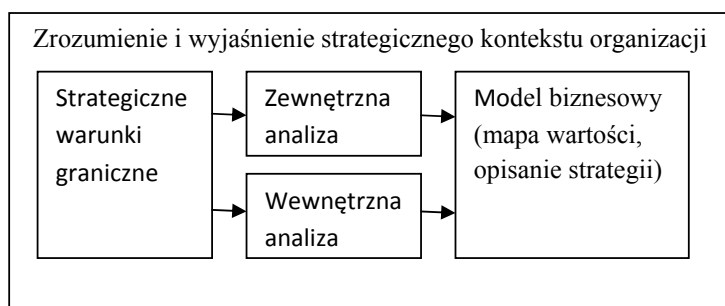 Zrozumienie i wyjaśnienie strategicznego kontekstu organizacji
Strategiczne
warunki
graniczne
Zewnętrzna
analiza
Wewnętrzna
analiza
Model biznesowy
(mapa wartości,
opisanie strategii)